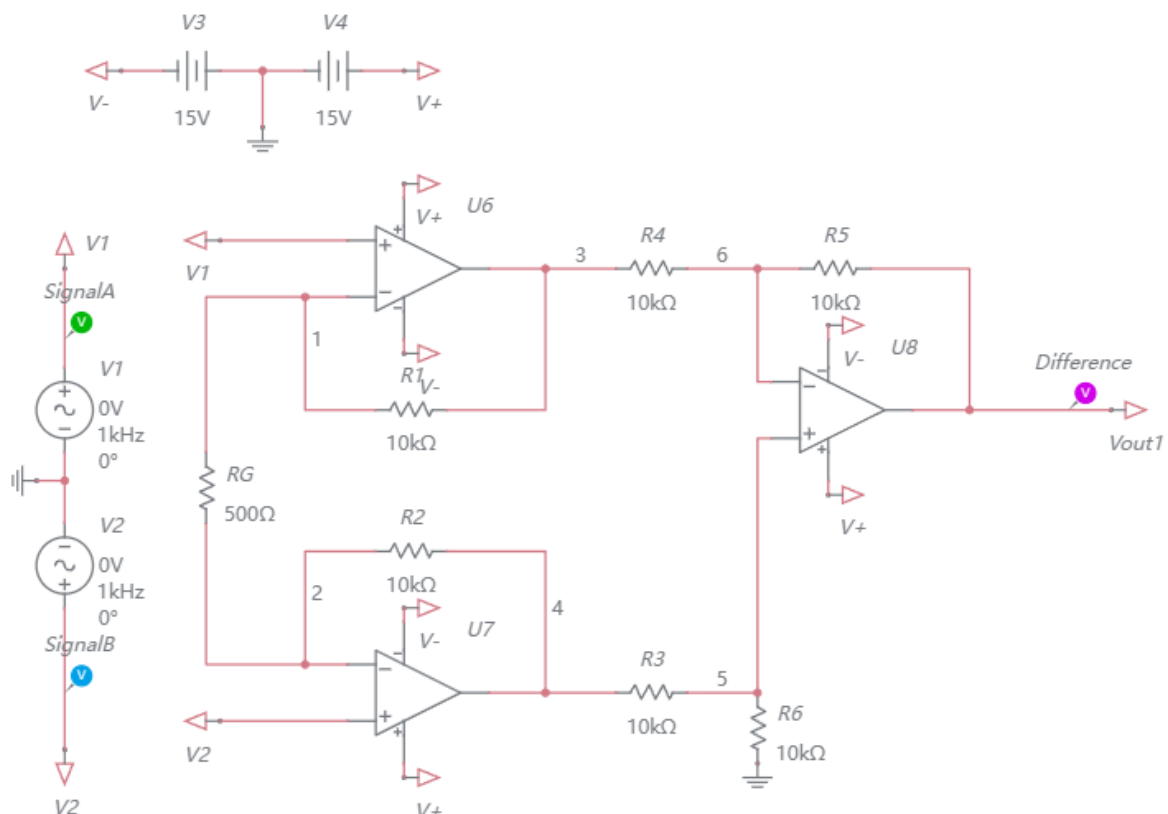 V3
V4
V-
15V
15V
V+
V1
SignalA
V
V1
0V
1kHz
0°
V2
0V
1kHz
0°
SignalB
V
V2
V+
U6
V1
1
R1
V-
10kΩ
3
R4
10kΩ
6
R5
10kΩ
V-
U8
Difference
V
Vout1
V+
RG
500Ω
R2
10kΩ
2
4
V-
U7
V2
V+
R3
10kΩ
5
R6
10kΩ
+
−
−
−
+
+
−
+
−
−
+
+
−
−
+
+